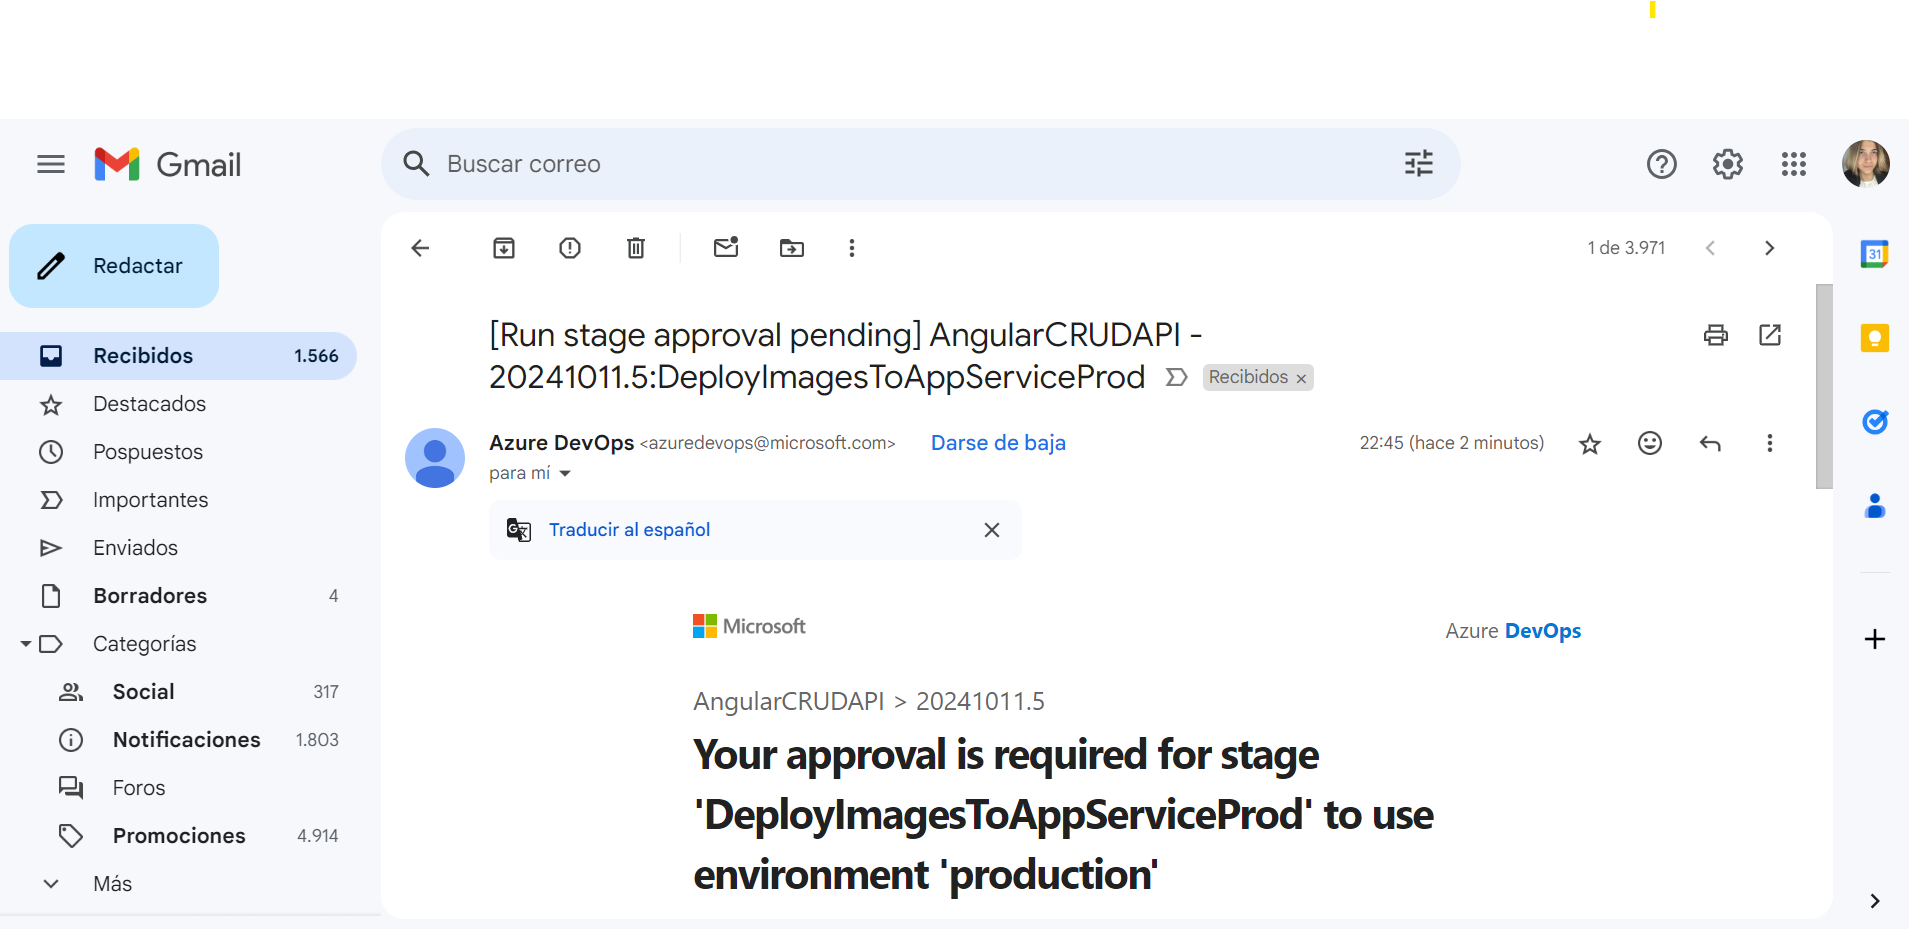 Gmail
Buscar correo
Redactar
1 de 3.971
31
[Run stage approval pending] AngularCRUDAPI -
20241011.5:DeployImagesToAppServiceProd Recibidos ×
Recibidos 1.566
Destacados
Pospuestos
Importantes
Enviados
Borradores 4
Categorías
Social 317
Notificaciones 1.803
Foros
Promociones 4.914
Más
Azure DevOps <azuredevops@microsoft.com> Darse de baja 22:45 (hace 2 minutos)
para mí
Traducir al español
Microsoft Azure DevOps
AngularCRUDAPI > 20241011.5
Your approval is required for stage
'DeployImagesToAppServiceProd' to use
environment 'production'